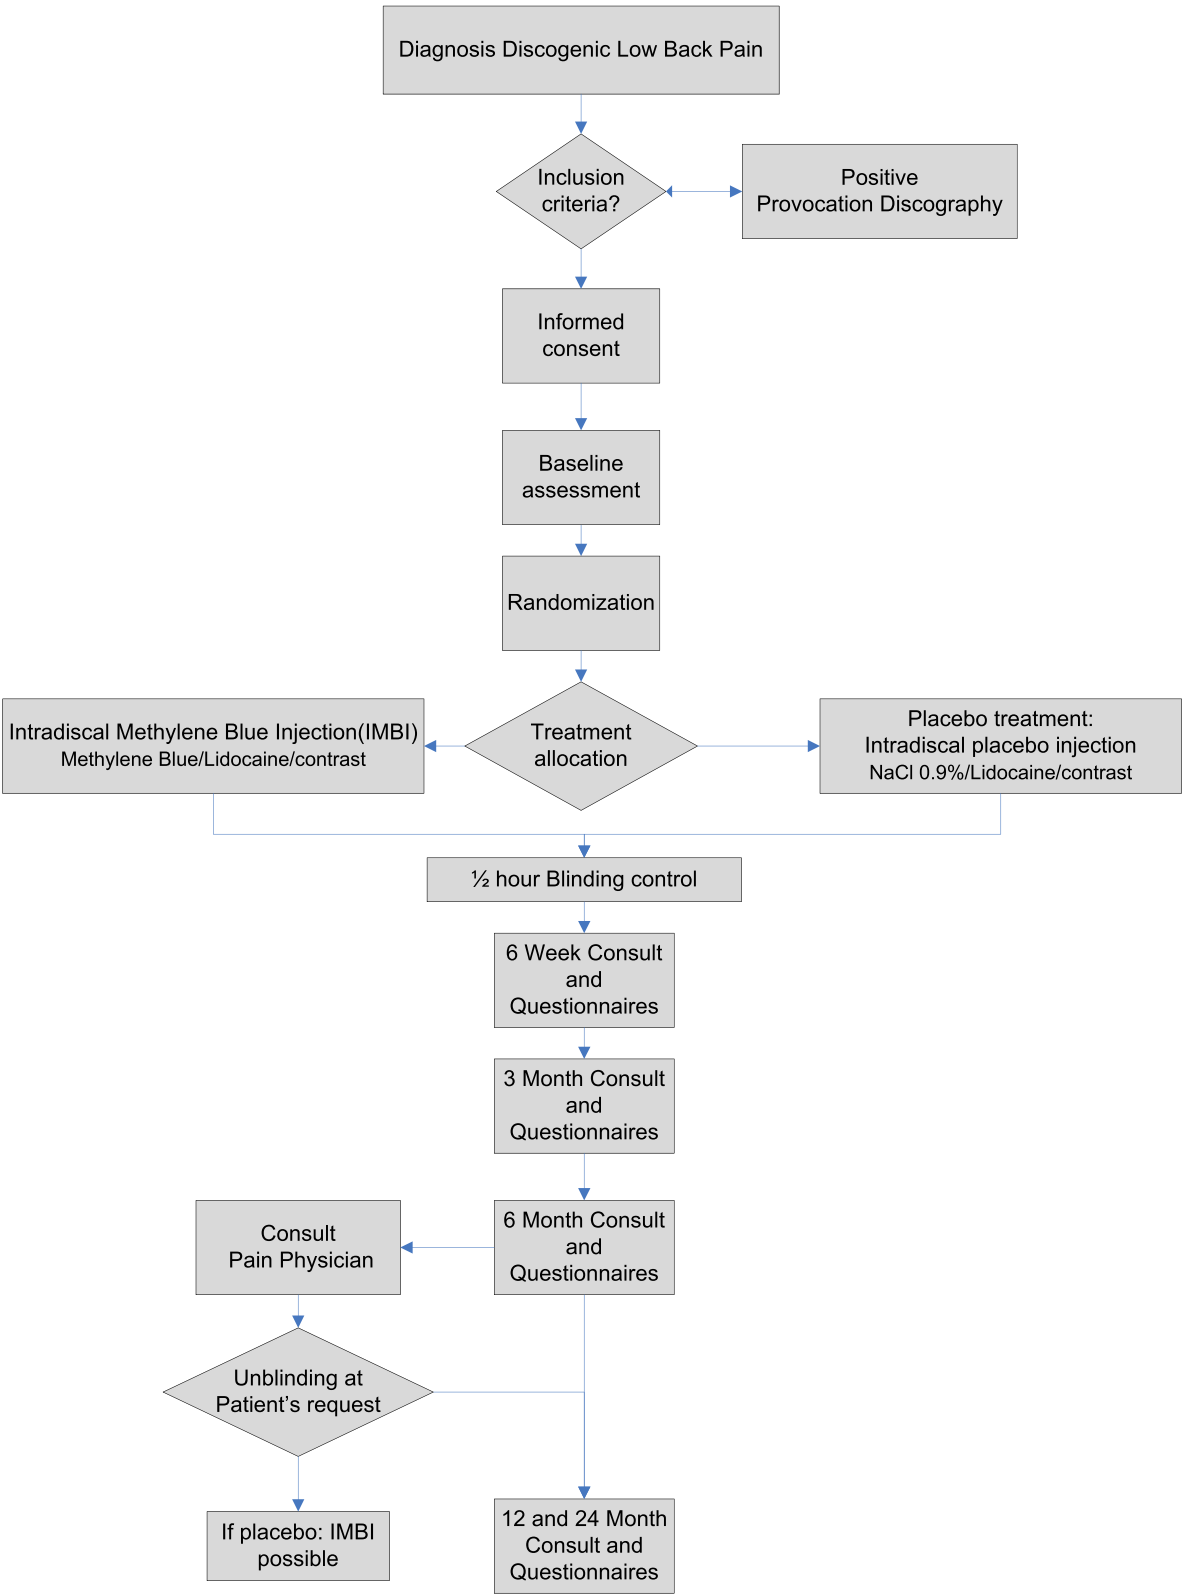 Diagnosis Discogenic Low Back Pain
Inclusion
criteria?
Positive
Provocation Discography
Informed
consent
Baseline
assessment
Randomization
Intradiscal Methylene Blue Injection(IMBI)
Methylene Blue/Lidocaine/contrast
Treatment
allocation
Placebo treatment:
Intradiscal placebo injection
NaCl 0.9%/Lidocaine/contrast
½ hour Blinding control
6 Week Consult
and
Questionnaires
3 Month Consult
and
Questionnaires
Consult
Pain Physician
6 Month Consult
and
Questionnaires
Unblinding at
Patient’s request
If placebo: IMBI
possible
12 and 24 Month
Consult and
Questionnaires